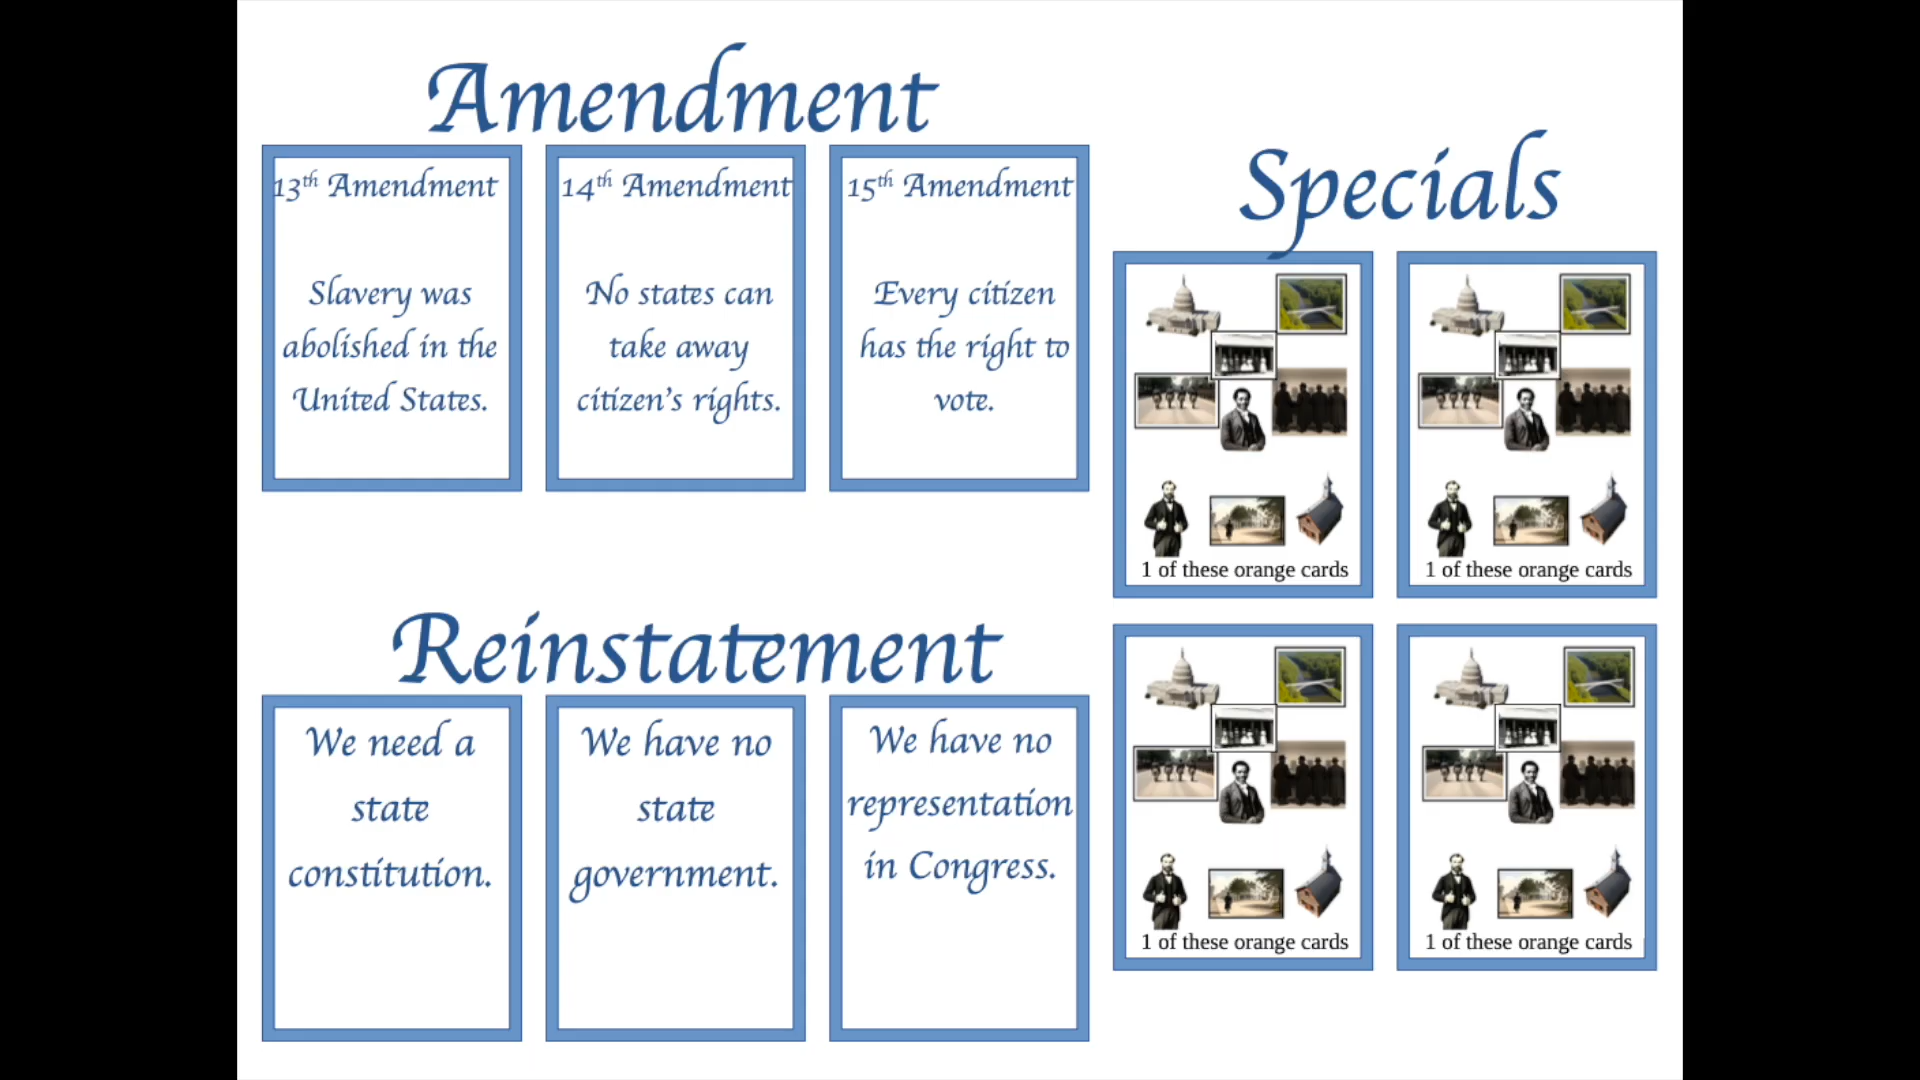 Amendment
13th Amendment
Slavery was
abolished in the
United States.
14th Amendment
No states can
take away
citizen's rights.
15th Amendment
Every citizen
has the right to
vote.
Specials
1 of these orange cards
1 of these orange cards
1 of these orange cards
1 of these orange cards
Reinstatement
We need a
state
constitution.
We have no
state
government.
We have no
representation
in Congress.